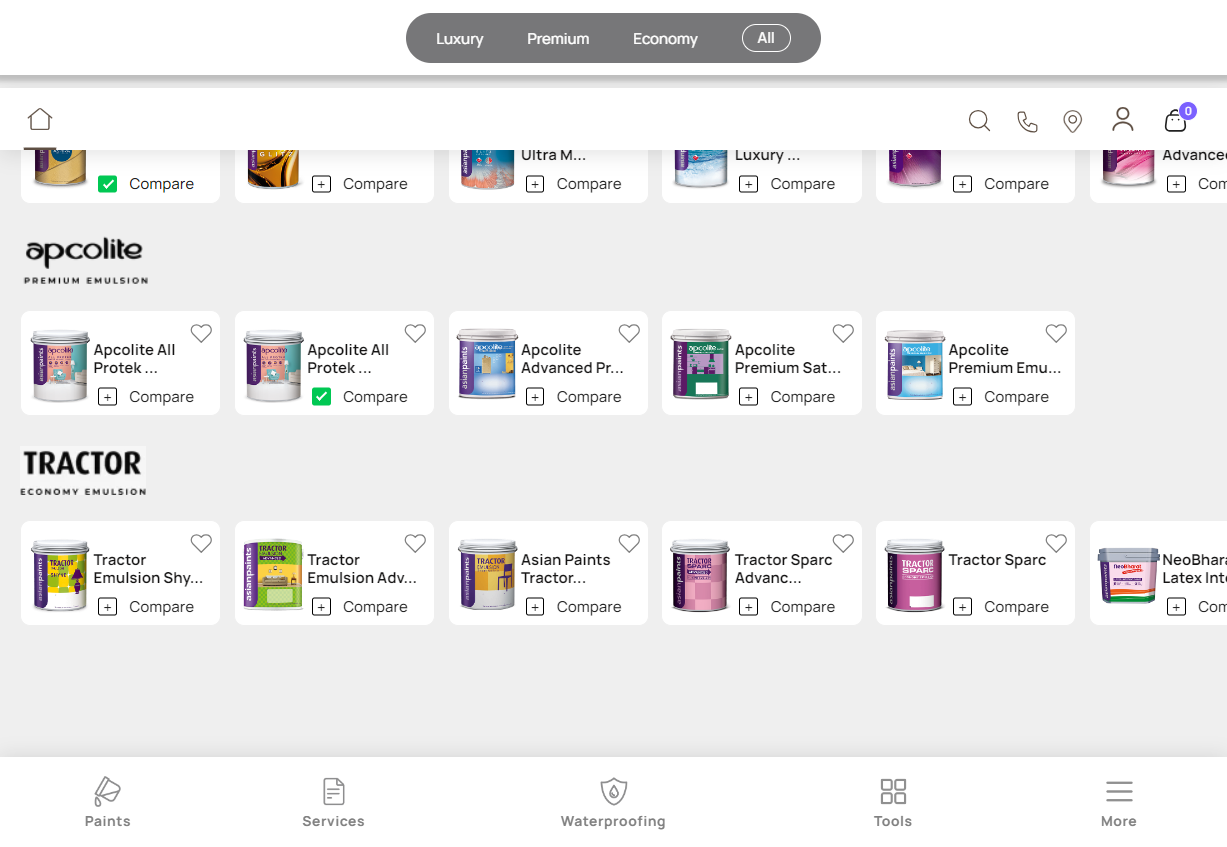 Luxury
Premium
Economy
All
0
Ultra M...
Luxury ...
Advanced
Compare
Compare
Compare
Compare
Compare
Com
apcolite
PREMIUM EMULSION
Apcolite All
Protek ...
Compare
Apcolite All
Protek ...
Compare
Apcolite
Advanced Pr...
Compare
Apcolite
Premium Sat...
Compare
Apcolite
Premium Emu...
Compare
TRACTOR
ECONOMY EMULSION
Tractor
Emulsion Shy...
Compare
Tractor
Emulsion Adv...
Compare
Asian Paints
Tractor...
Compare
Tractor Sparc
Advanc...
Compare
Tractor Sparc
Compare
NeoBhara
Latex Inte
Com
Paints
Services
Waterproofing
Tools
More